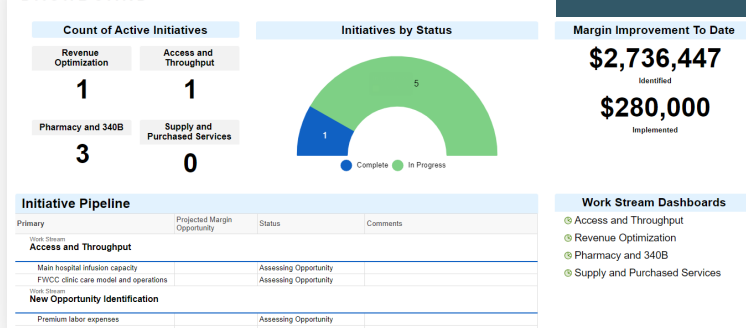 Count of Active Initiatives
Revenue
Optimization
1
Access and
Throughput
1
Pharmacy and 340B
3
Supply and
Purchased Services
0
Initiatives by Status
5
1
Complete
In Progress
Margin Improvement To Date
$2,736,447
Identified
$280,000
Implemented
Initiative Pipeline
Primary
Projected Margin
Opportunity
Status
Comments
Work Stream
Access and Throughput
Main hospital infusion capacity
Assessing Opportunity
FWCC clinic care model and operations
Assessing Opportunity
Work Stream
New Opportunity Identification
Premium labor expenses
Assessing Opportunity
Work Stream Dashboards
Access and Throughput
Revenue Optimization
Pharmacy and 340B
Supply and Purchased Services